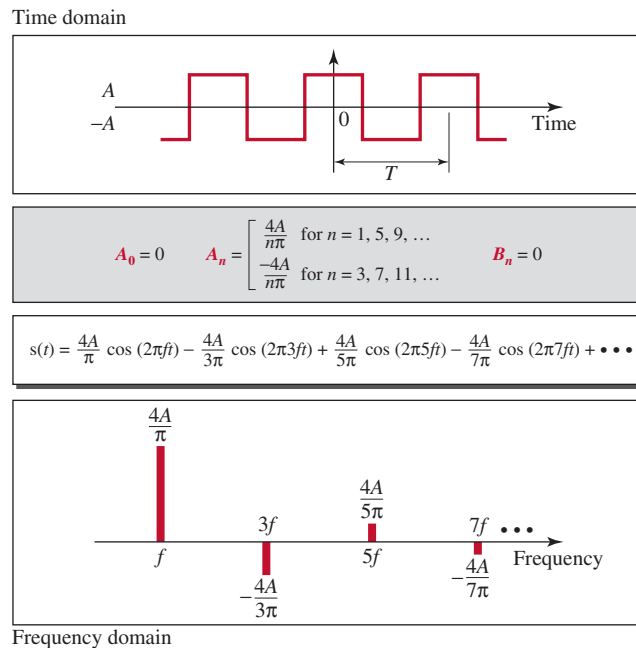 Time domain
A
−A
0
Time
T
A₀ = 0
Aₙ = [ 4A/nπ for n = 1, 5, 9, …
−4A/nπ for n = 3, 7, 11, …
Bₙ = 0
s(t) = 4A/π cos (2πft) − 4A/3π cos (2π3ft) + 4A/5π cos (2π5ft) − 4A/7π cos (2π7ft) + • • •
4A/π
4A/5π
3f
7f • • •
f
5f
Frequency
−4A/3π
−4A/7π
Frequency domain